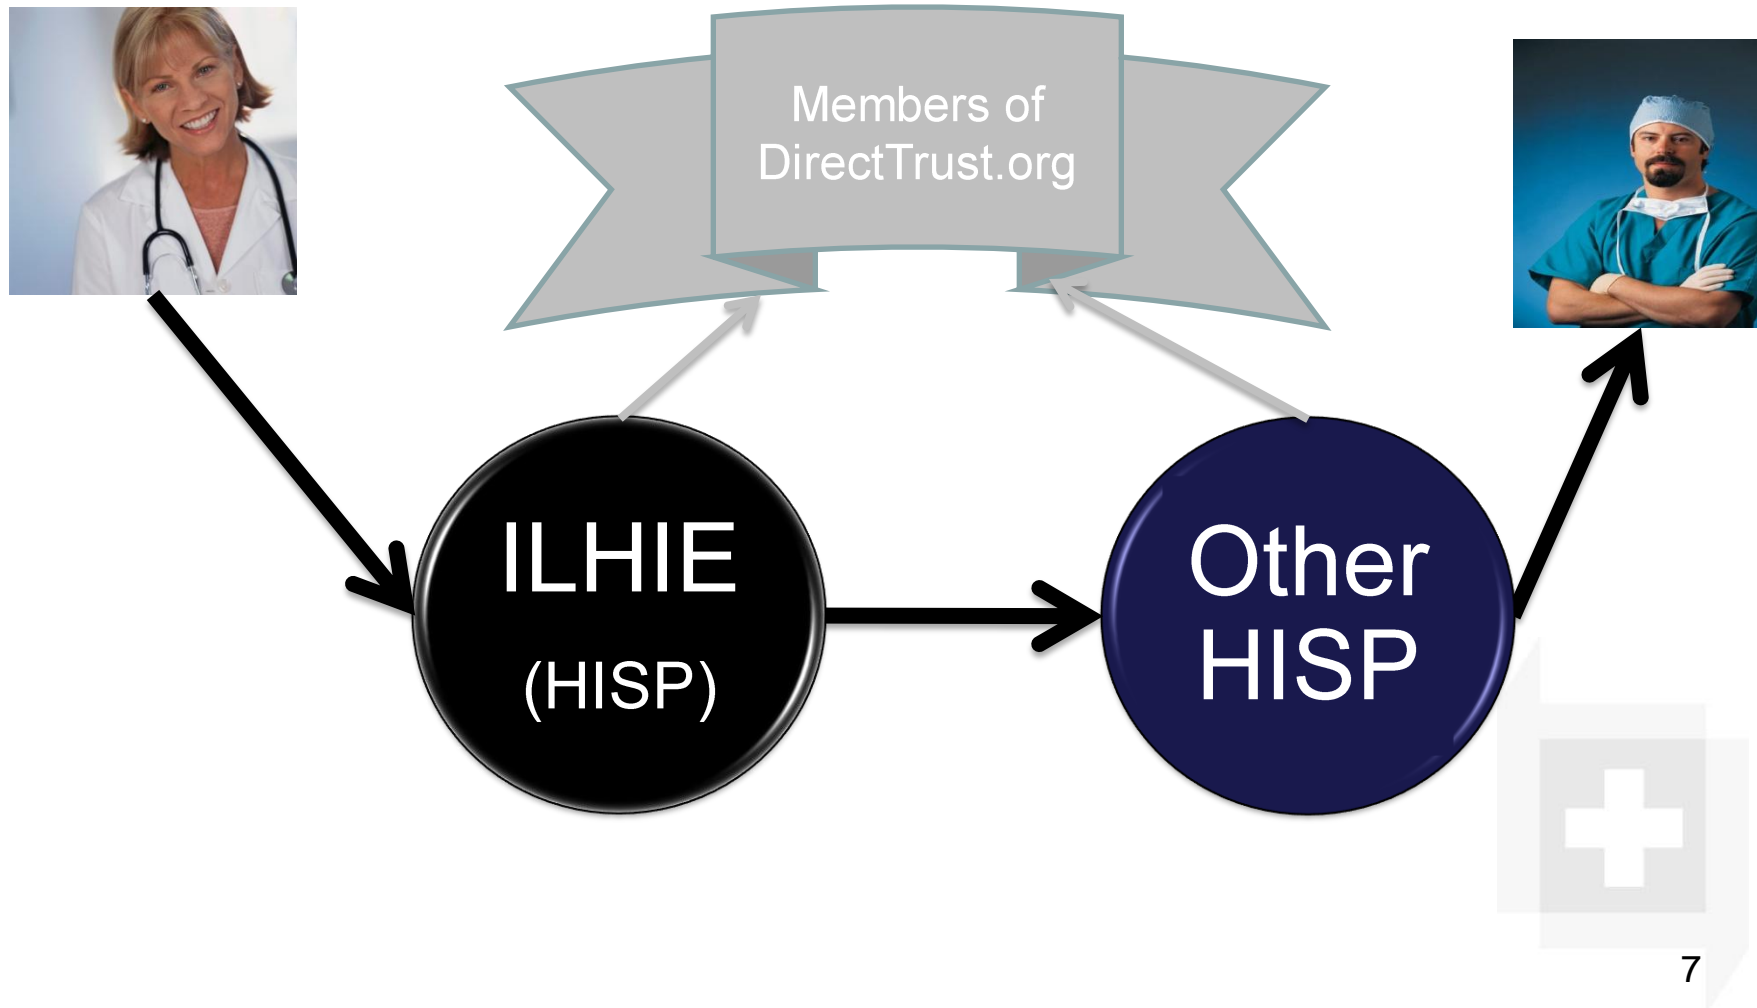 Members of
DirectTrust.org
ILHIE
(HISP)
Other
HISP
7